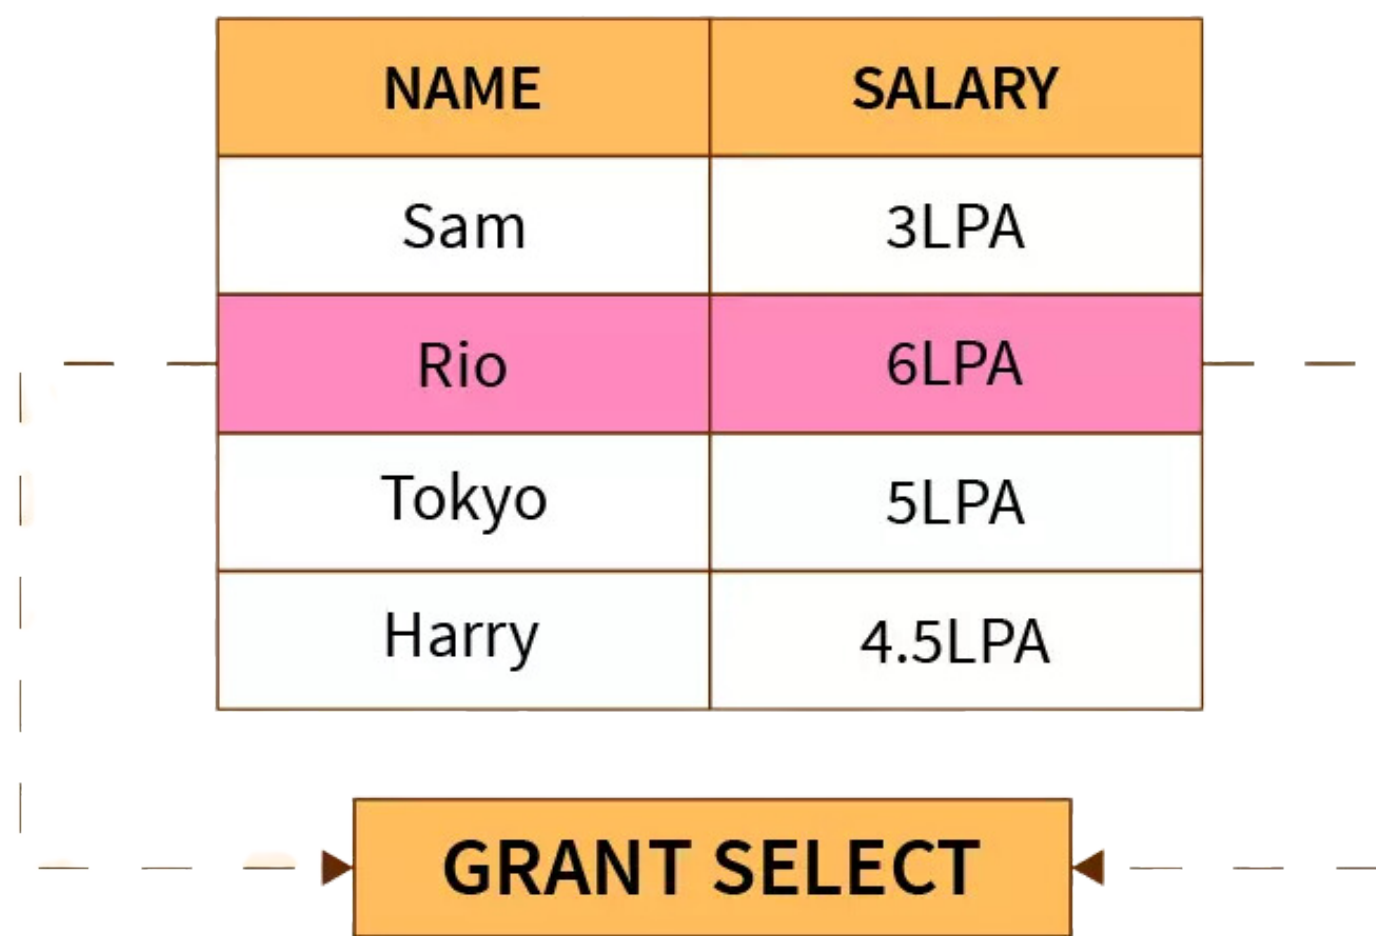 NAME SALARY
Sam 3LPA
Rio 6LPA
Tokyo 5LPA
Harry 4.5LPA
GRANT SELECT